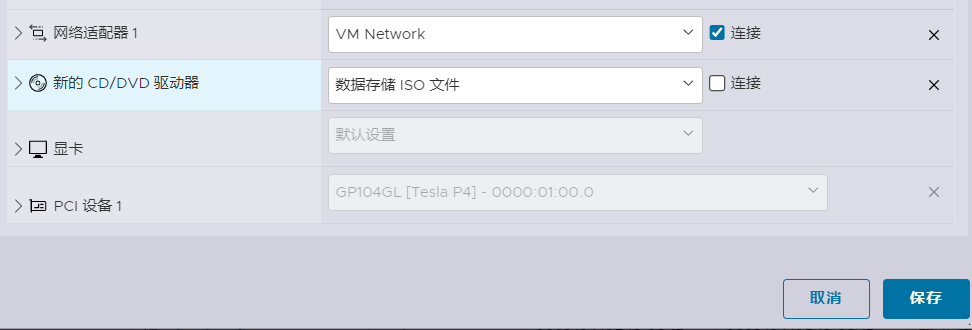 网络适配器 1 VM Network 连接
新的 CD/DVD 驱动器 数据存储 ISO 文件 连接
显卡 默认设置
PCI 设备 1 GP104GL [Tesla P4] - 0000:01:00.0
取消 保存